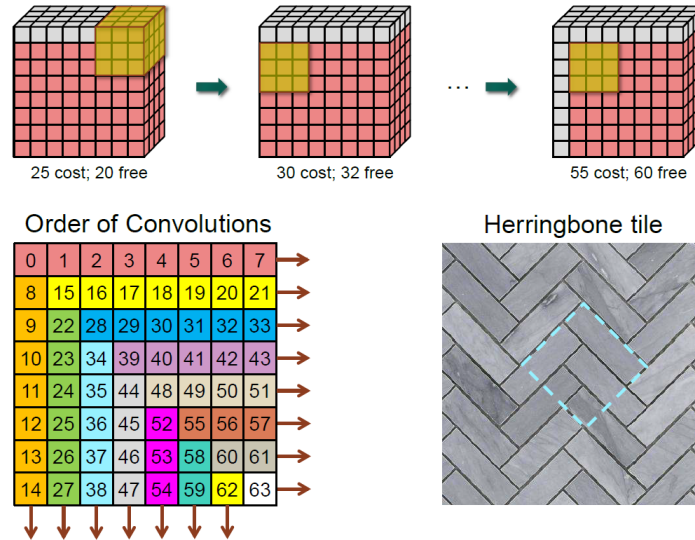 25 cost; 20 free
30 cost; 32 free
...
55 cost; 60 free
Order of Convolutions
Herringbone tile
0 1 2 3 4 5 6 7
8 15 16 17 18 19 20 21
9 22 28 29 30 31 32 33
10 23 34 39 40 41 42 43
11 24 35 44 48 49 50 51
12 25 36 45 52 55 56 57
13 26 37 46 53 58 60 61
14 27 38 47 54 59 62 63